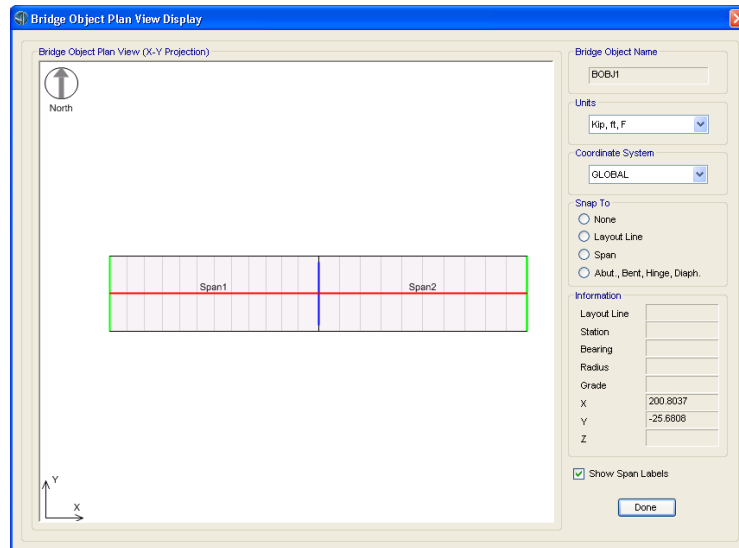 Bridge Object Plan View Display
Bridge Object Plan View (X-Y Projection)
North
Span1
Span2
Y
X
Bridge Object Name
BOBJ1
Units
Kip, ft, F
Coordinate System
GLOBAL
Snap To
None
Layout Line
Span
Abut., Bent, Hinge, Diaph.
Information
Layout Line
Station
Bearing
Radius
Grade
X 200.8037
Y -25.6808
Z
Show Span Labels
Done